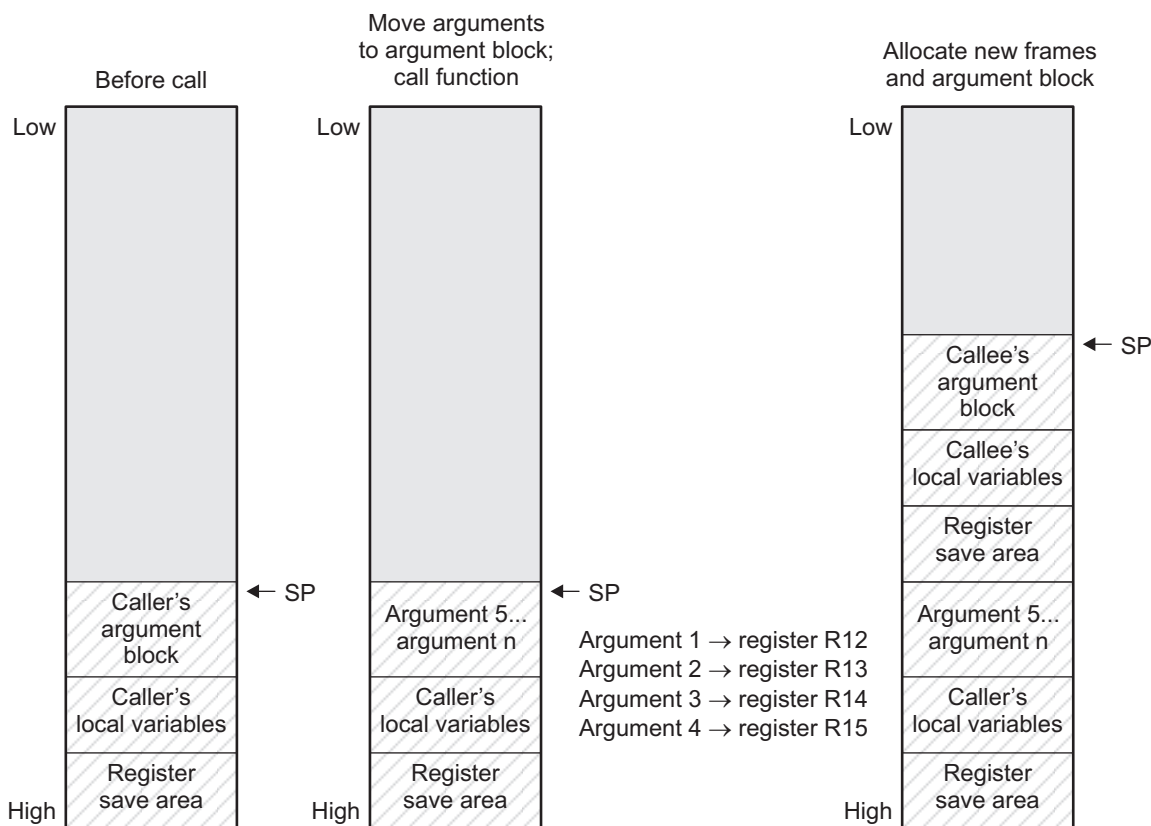 Before call
Low
SP
Caller's
argument
block
Caller's
local variables
Register
save area
High
Move arguments
to argument block;
call function
Low
SP
Argument 5...
argument n
Caller's
local variables
Register
save area
High
Argument 1 → register R12
Argument 2 → register R13
Argument 3 → register R14
Argument 4 → register R15
Allocate new frames
and argument block
Low
SP
Callee's
argument
block
Callee's
local variables
Register
save area
Argument 5...
argument n
Caller's
local variables
Register
save area
High